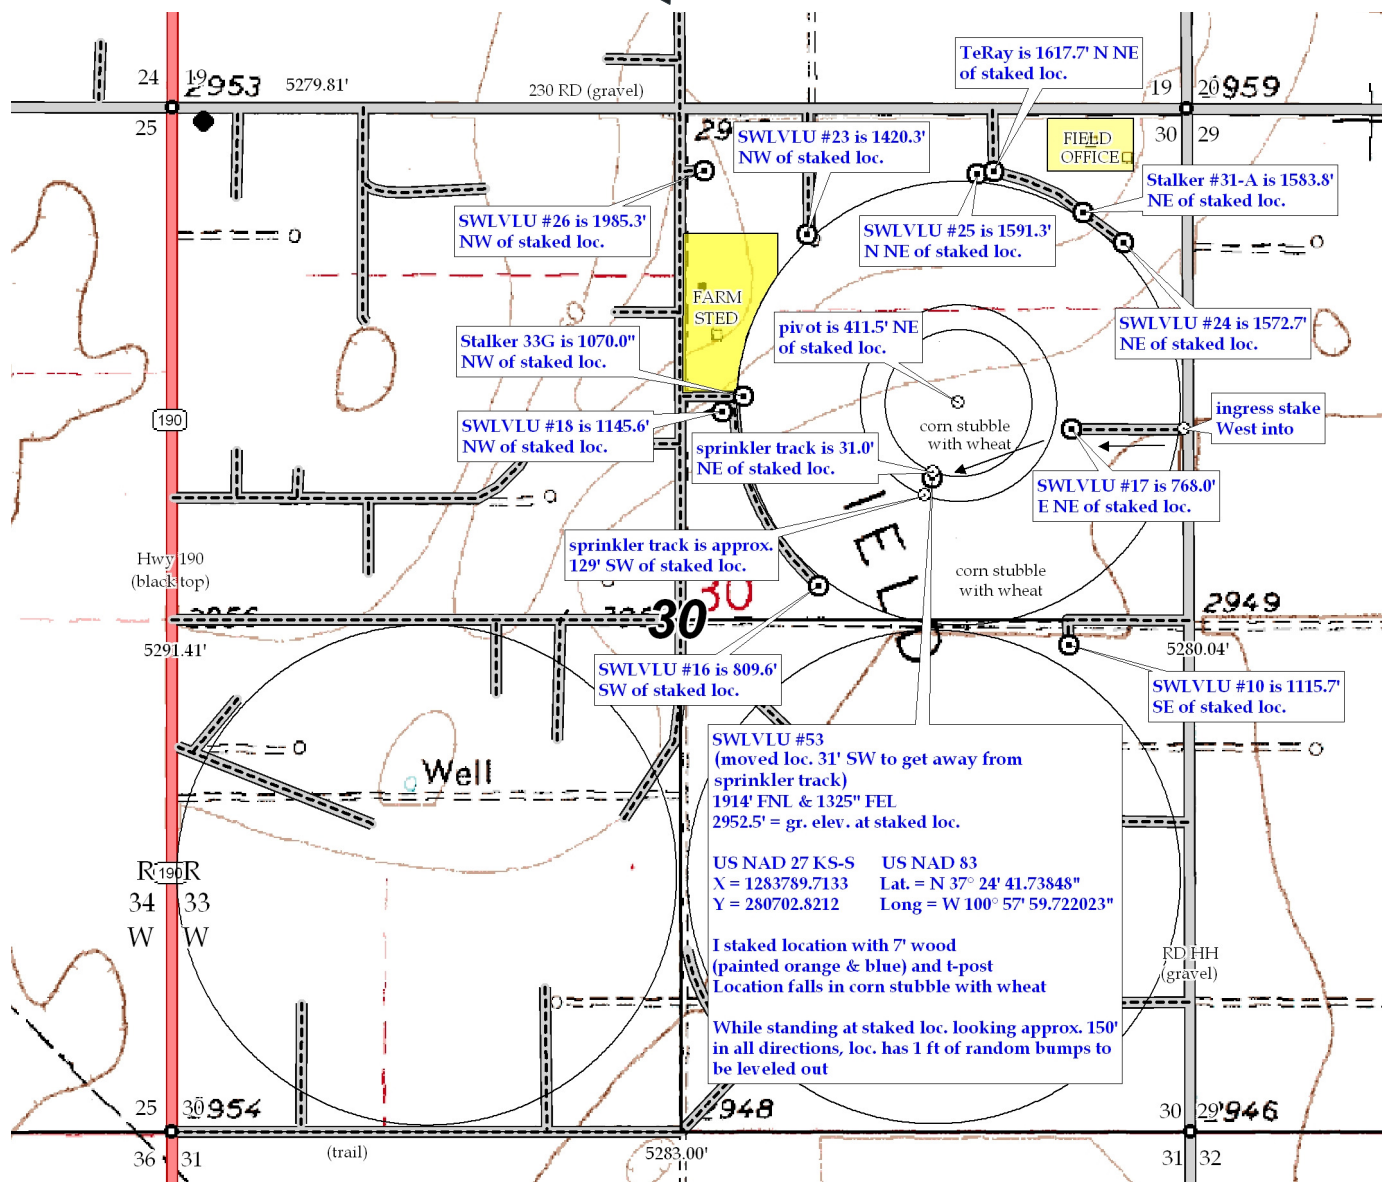 24 19
2953
5279.81'
230 RD (gravel)
TeRay is 1617.7' N NE
of staked loc.
19 20
2959
25
30 29
SWLVLU #23 is 1420.3'
NW of staked loc.
FIELD
OFFICE
Stalker #31-A is 1583.8'
NE of staked loc.
SWLVLU #26 is 1985.3'
NW of staked loc.
SWLVLU #25 is 1591.3'
N NE of staked loc.
FARM
STED
pivot is 411.5' NE
of staked loc.
SWLVLU #24 is 1572.7'
NE of staked loc.
Stalker 33G is 1070.0"
NW of staked loc.
190
SWLVLU #18 is 1145.6'
NW of staked loc.
corn stubble
with wheat
ingress stake
West into
sprinkler track is 31.0'
NE of staked loc.
SWLVLU #17 is 768.0'
E NE of staked loc.
IELD
sprinkler track is approx.
129' SW of staked loc.
Hwy 190
(black top)
corn stubble
with wheat
30
30
2949
5291.41'
5280.04'
SWLVLU #16 is 809.6'
SW of staked loc.
SWLVLU #10 is 1115.7'
SE of staked loc.
Well
SWLVLU #53
(moved loc. 31' SW to get away from
sprinkler track)
1914' FNL & 1325" FEL
2952.5' = gr. elev. at staked loc.
US NAD 27 KS-S US NAD 83
X = 1283789.7133 Lat. = N 37° 24' 41.73848"
Y = 280702.8212 Long = W 100° 57' 59.722023"
I staked location with 7' wood
(painted orange & blue) and t-post
Location falls in corn stubble with wheat
While standing at staked loc. looking approx. 150'
in all directions, loc. has 1 ft of random bumps to
be leveled out
R 190 R
34 33
W W
RD HH
(gravel)
25 30
2954
2948
30 29
2946
36 31
(trail)
5283.00'
31 32